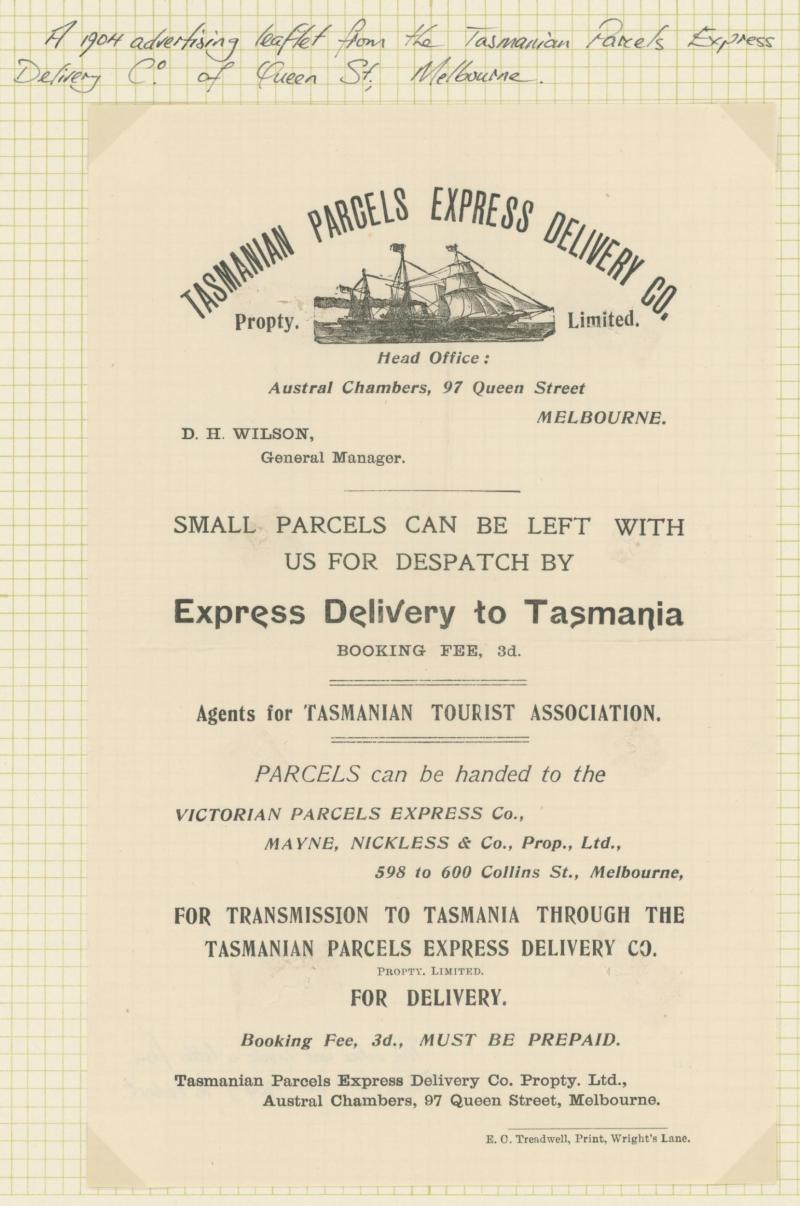 A 1904 advertising leaflet from the Tasmanian Parcels Express
Delivery Co. of Queen St, Melbourne.
TASMANIAN PARCELS EXPRESS DELIVERY CO.
Propty. Limited.
Head Office:
Austral Chambers, 97 Queen Street
MELBOURNE.
D. H. WILSON,
General Manager.
SMALL PARCELS CAN BE LEFT WITH
US FOR DESPATCH BY
Express Delivery to Tasmania
BOOKING FEE, 3d.
Agents for TASMANIAN TOURIST ASSOCIATION.
PARCELS can be handed to the
VICTORIAN PARCELS EXPRESS Co.,
MAYNE, NICKLESS & Co., Prop., Ltd.,
598 to 600 Collins St., Melbourne,
FOR TRANSMISSION TO TASMANIA THROUGH THE
TASMANIAN PARCELS EXPRESS DELIVERY CO.
PROPTY. LIMITED.
FOR DELIVERY.
Booking Fee, 3d., MUST BE PREPAID.
Tasmanian Parcels Express Delivery Co. Propty. Ltd.,
Austral Chambers, 97 Queen Street, Melbourne.
E. C. Treadwell, Print, Wright's Lane.